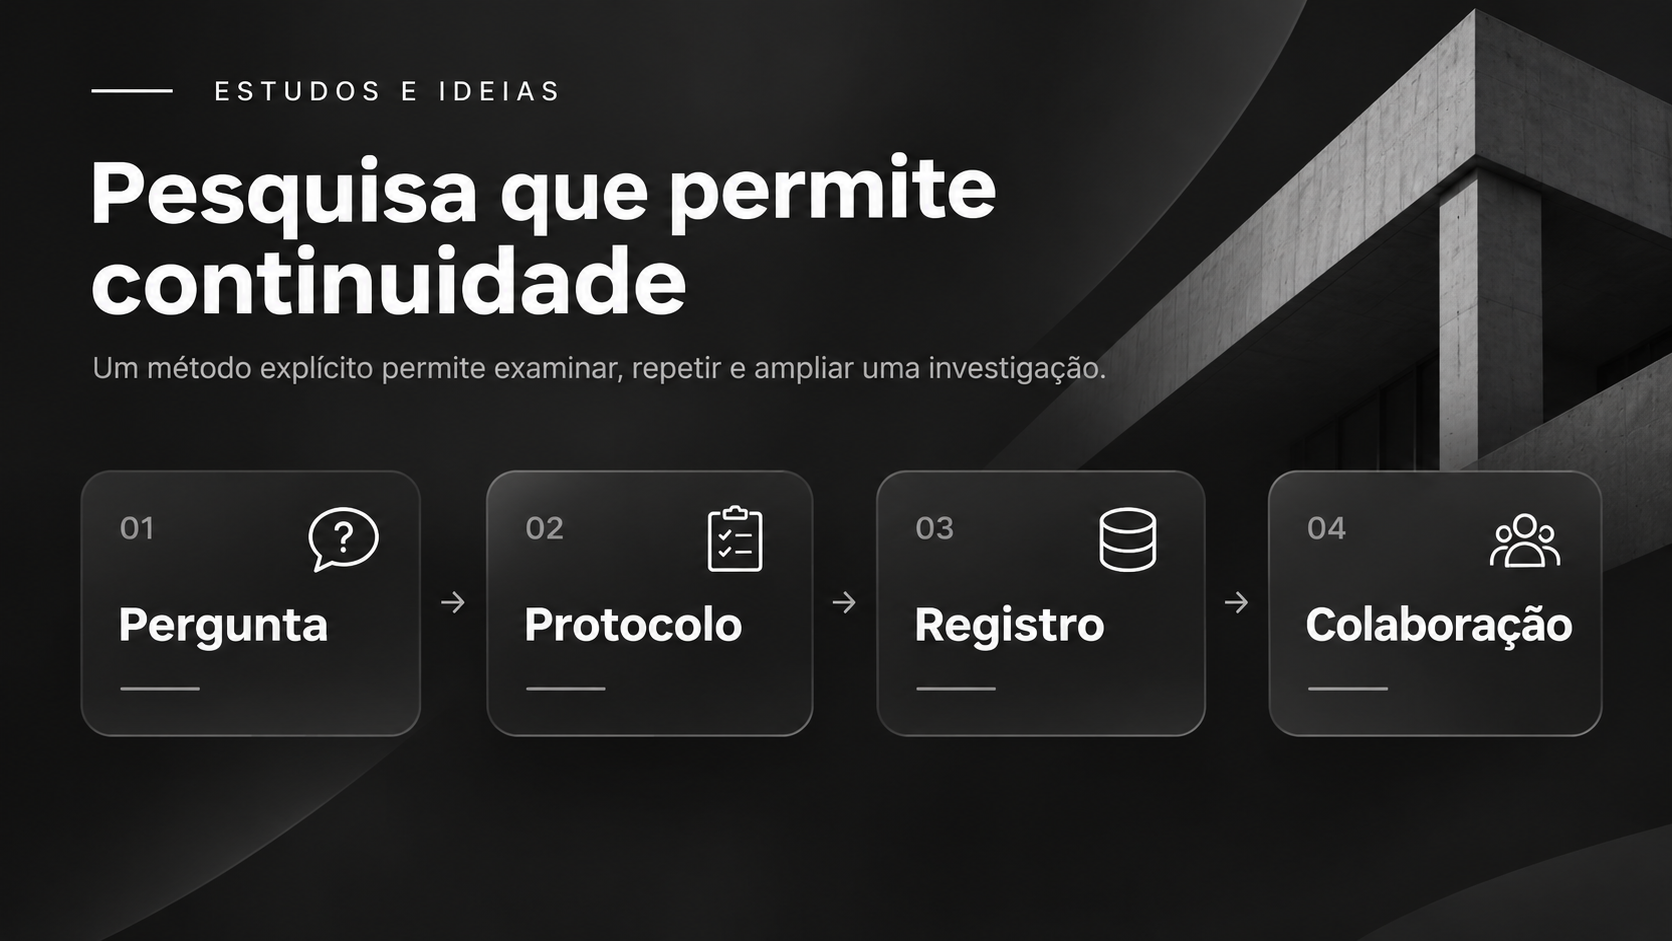 ESTUDOS E IDEIAS
Pesquisa que permite
continuidade
Um método explícito permite examinar, repetir e ampliar uma investigação.
01
Pergunta
02
Protocolo
03
Registro
04
Colaboração